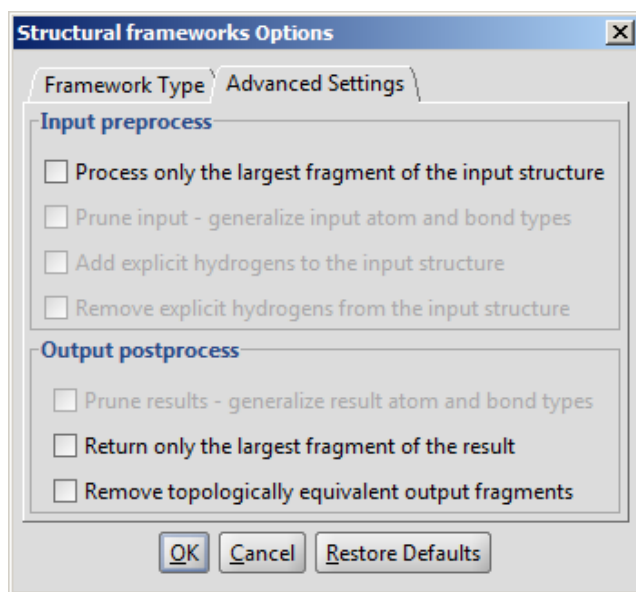 Structural frameworks Options
Framework Type Advanced Settings
Input preprocess
Process only the largest fragment of the input structure
Prune input - generalize input atom and bond types
Add explicit hydrogens to the input structure
Remove explicit hydrogens from the input structure
Output postprocess
Prune results - generalize result atom and bond types
Return only the largest fragment of the result
Remove topologically equivalent output fragments
OK Cancel Restore Defaults